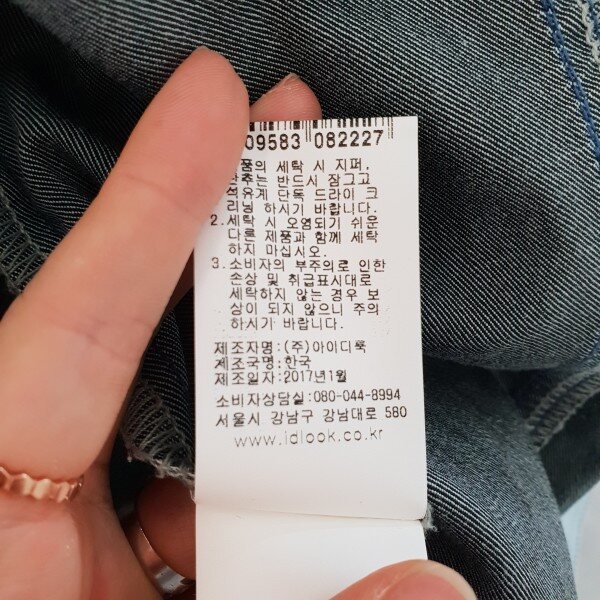 09583 082227
품의 세탁 시 지퍼,
단추는 반드시 잠그고
석유계 단독 드라이 크
리닝 하시기 바랍니다.
2.세탁 시 오염되기 쉬운
다른 제품과 함께 세탁
하지 마십시오.
3.소비자의 부주의로 인한
손상 및 취급표시대로
세탁하지 않는 경우 보
상이 되지 않으니 주의
하시기 바랍니다.
제조자명:(주)아이디룩
제조국명:한국
제조일자:2017년1월
소비자상담실:080-044-8994
서울시 강남구 강남대로 580
www.idlook.co.kr